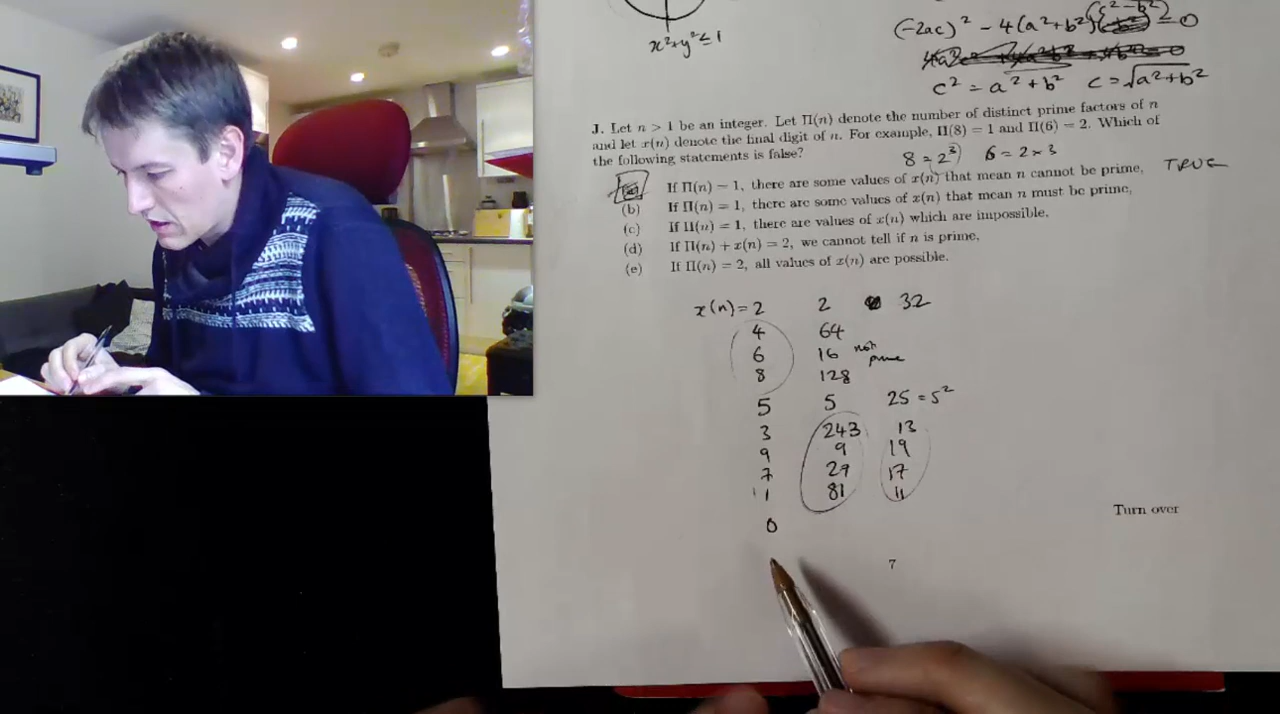 x²+y²≤1
(-2ac)² - 4(a²+b²)(c²-b²) = 0
c² = a²+b² c = √a²+b²
J. Let n > 1 be an integer. Let Π(n) denote the number of distinct prime factors of n
and let x(n) denote the final digit of n. For example, Π(8) = 1 and Π(6) = 2. Which of
the following statements is false?
8 = 2³ 6 = 2×3
If Π(n) = 1, there are some values of x(n) that mean n cannot be prime, TRUE
(b) If Π(n) = 1, there are some values of x(n) that mean n must be prime,
(c) If Π(n) = 1, there are values of x(n) which are impossible,
(d) If Π(n) + x(n) = 2, we cannot tell if n is prime,
(e) If Π(n) = 2, all values of x(n) are possible.
x(n) = 2 2 32
4 64
6 16 not prime
8 128
5 5 25 = 5²
3 243 13
9 9 19
7 27 17
1 81 11
0
Turn over
7